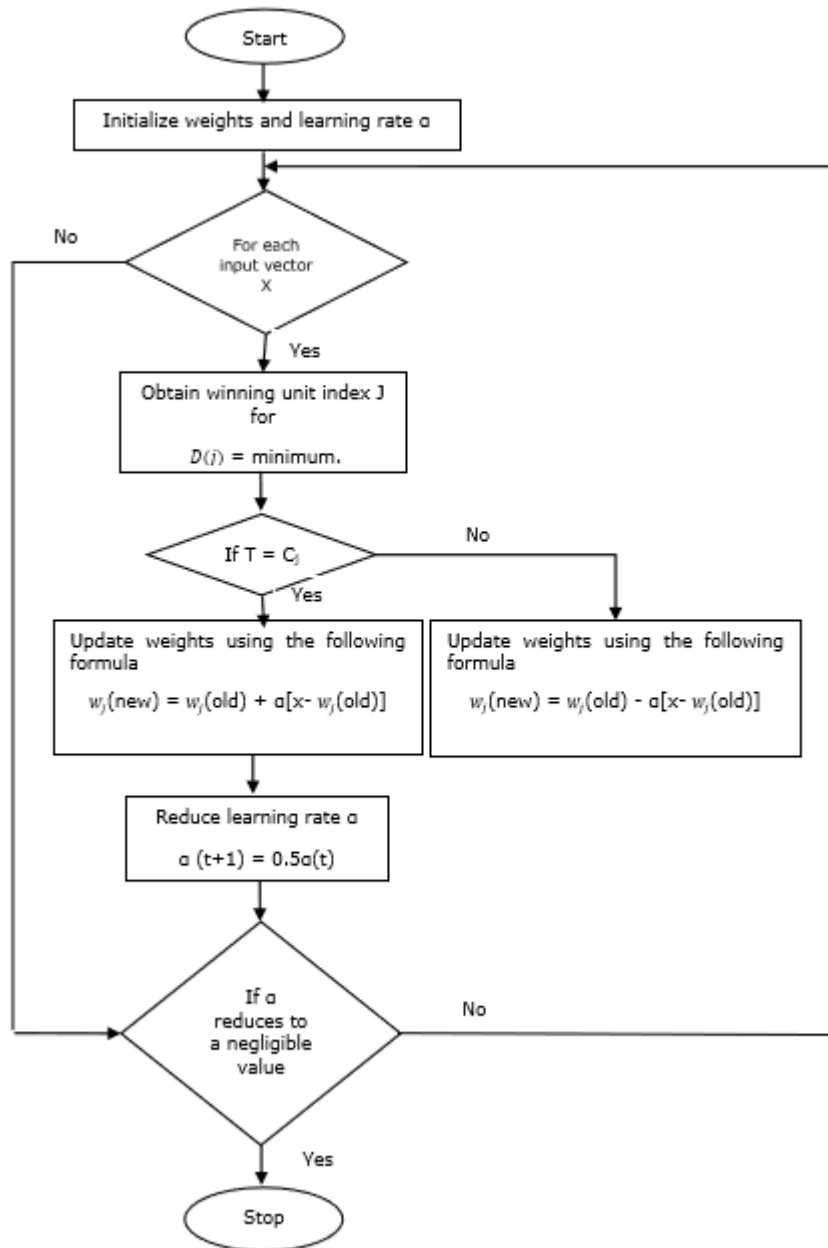 Start
Initialize weights and learning rate α
No
For each
input vector
X
Yes
Obtain winning unit index J
for
D(j) = minimum.
If T = Cj
No
Yes
Update weights using the following
formula
wj(new) = wj(old) + α[x- wj(old)]
Update weights using the following
formula
wj(new) = wj(old) - α[x- wj(old)]
Reduce learning rate α
α (t+1) = 0.5α(t)
If α
reduces to
a negligible
value
No
Yes
Stop